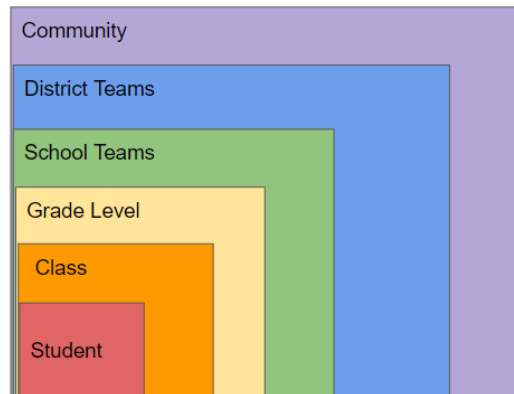 Community
District Teams
School Teams
Grade Level
Class
Student